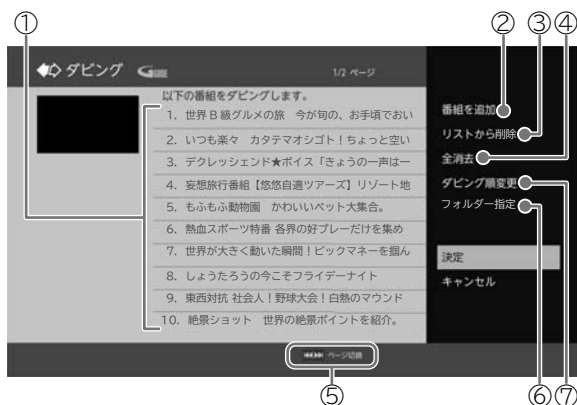 ① ② ③ ④
ダビング 1/2 ページ
以下の番組をダビングします。
1. 世界B級グルメの旅　今が旬の、お手頃でおい
2. いつも楽々　カタテマオシゴト！ちょっと空い
3. デクレッシェンド★ボイス「きょうの一声は一
4. 妄想旅行番組【悠悠自適ツアーズ】リゾート地
5. もふもふ動物園　かわいいペット大集合。
6. 熱血スポーツ特番 各界の好プレーだけを集め
7. 世界が大きく動いた瞬間！ビックマネーを掴ん
8. しょうたろうの今こそフライデーナイト
9. 東西対抗 社会人！野球大会！白熱のマウンド
10. 絶景ショット　世界の絶景ポイントを紹介。
番組を追加
リストから削除
全消去
ダビング順変更
フォルダー指定
決定
キャンセル
ページ切換
⑤ ⑥ ⑦